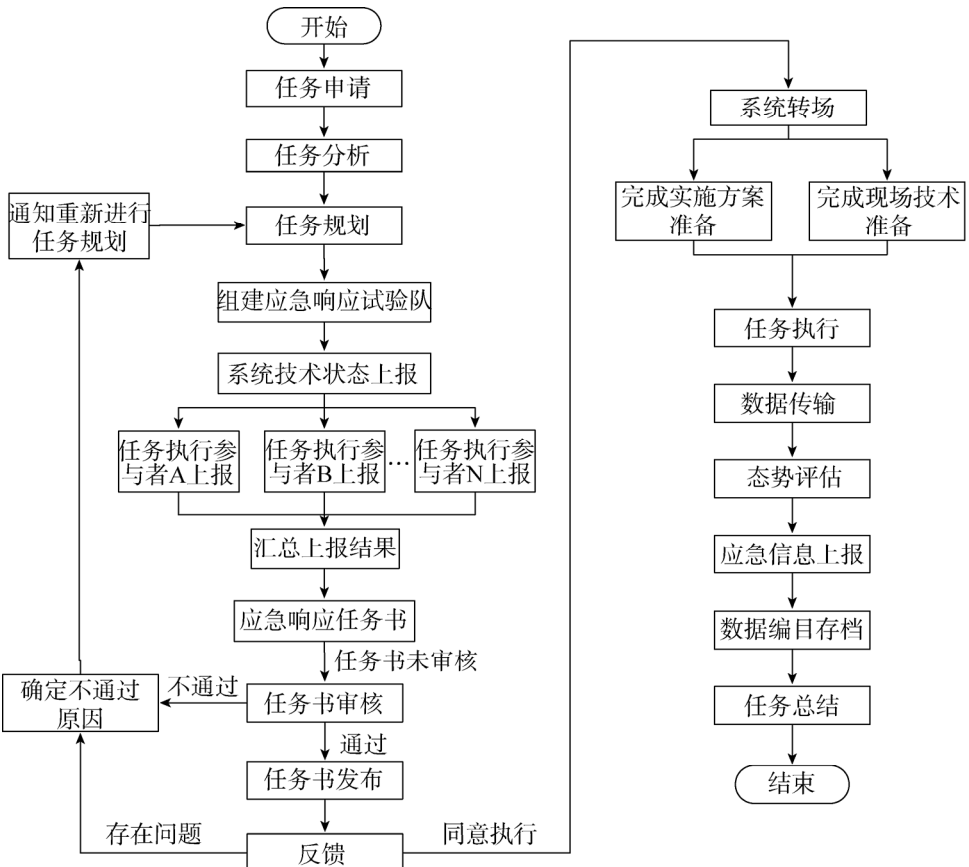 开始
任务申请
任务分析
通知重新进行
任务规划
任务规划
组建应急响应试验队
系统技术状态上报
任务执行参
与者A上报
任务执行参
与者B上报
…
任务执行参
与者N上报
汇总上报结果
应急响应任务书
任务书未审核
确定不通过
原因
不通过
任务书审核
通过
任务书发布
存在问题
反馈
同意执行
系统转场
完成实施方案
准备
完成现场技术
准备
任务执行
数据传输
态势评估
应急信息上报
数据编目存档
任务总结
结束